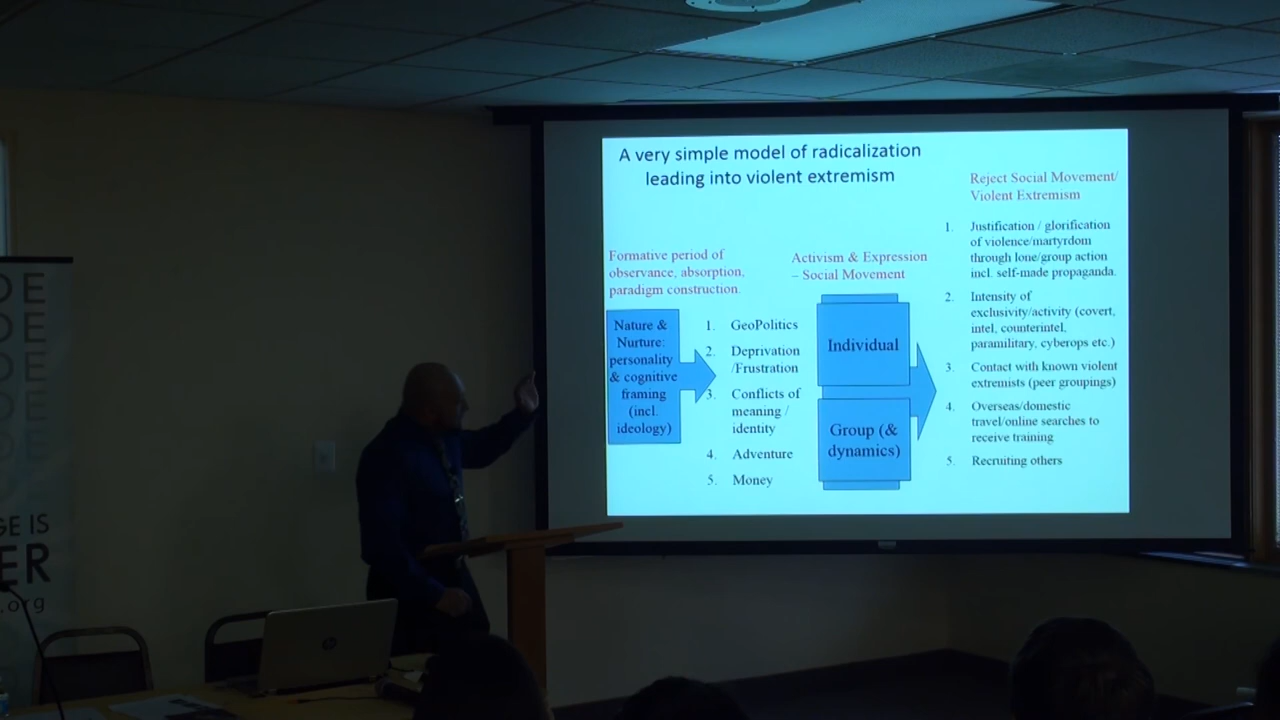 A very simple model of radicalization
leading into violent extremism
Formative period of
observance, absorption,
paradigm construction.
Nature &
Nurture:
personality
& cognitive
framing
(incl.
ideology)
1. GeoPolitics
2. Deprivation
/Frustration
3. Conflicts of
meaning /
identity
4. Adventure
5. Money
Activism & Expression
– Social Movement
Individual
Group (&
dynamics)
Reject Social Movement/
Violent Extremism
1. Justification / glorification
of violence/martyrdom
through lone/group action
incl. self-made propaganda.
2. Intensity of
exclusivity/activity (covert,
intel, counterintel,
paramilitary, cyberops etc.)
3. Contact with known violent
extremists (peer groupings)
4. Overseas/domestic
travel/online searches to
receive training
5. Recruiting others
DE
DE
DE
GE IS
ER
.org
hp